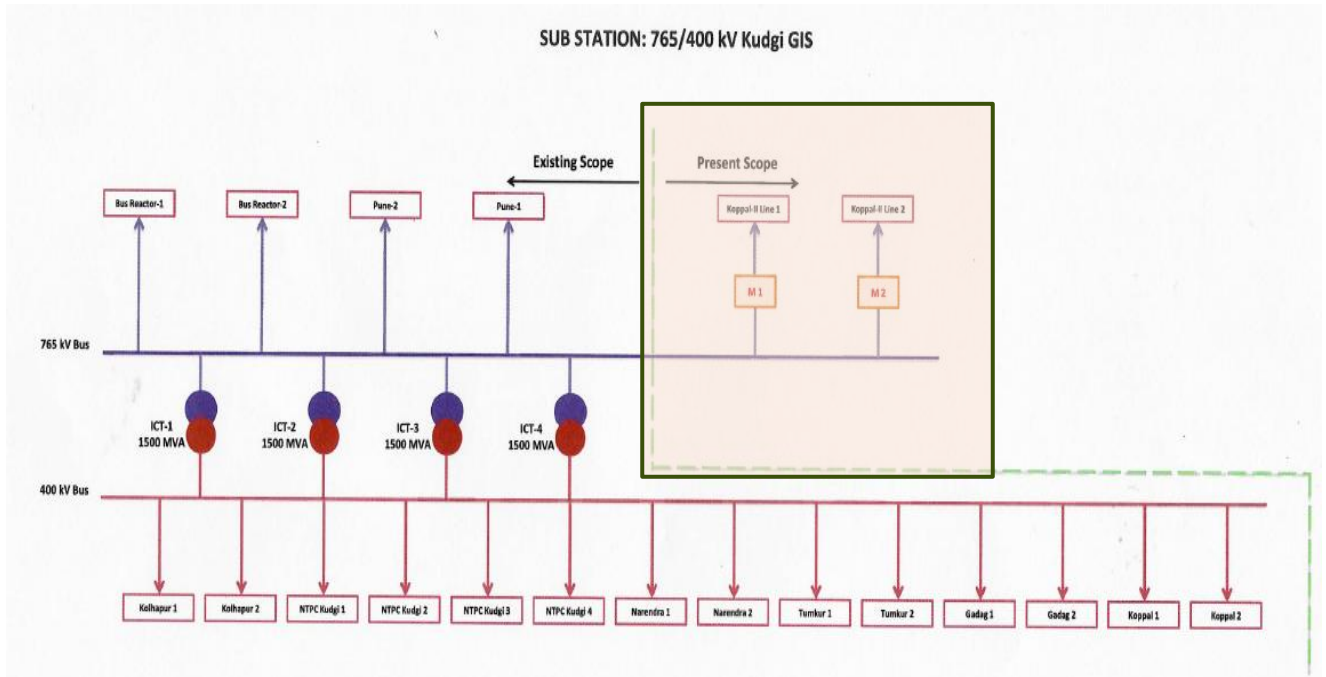 SUB STATION: 765/400 kV Kudgi GIS
Existing Scope
Present Scope
Bus Reactor-1
Bus Reactor-2
Pune-2
Pune-1
Koppal-II Line 1
Koppal-II Line 2
M1
M2
765 kV Bus
ICT-1
1500 MVA
ICT-2
1500 MVA
ICT-3
1500 MVA
ICT-4
1500 MVA
400 kV Bus
Kolhapur 1
Kolhapur 2
NTPC Kudgi 1
NTPC Kudgi 2
NTPC Kudgi 3
NTPC Kudgi 4
Narendra 1
Narendra 2
Tumkur 1
Tumkur 2
Gadag 1
Gadag 2
Koppal 1
Koppal 2